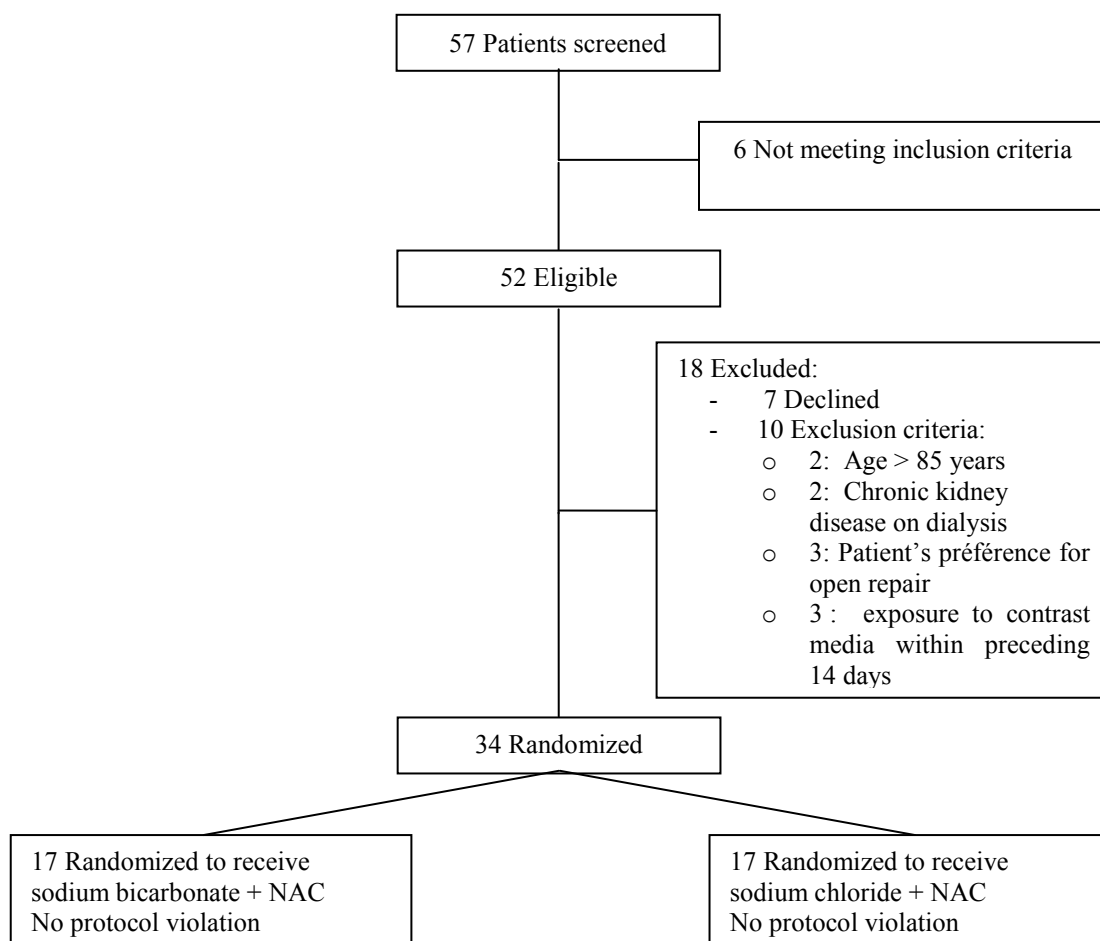 57 Patients screened
6 Not meeting inclusion criteria
52 Eligible
18 Excluded:
- 7 Declined
- 10 Exclusion criteria:
o 2: Age > 85 years
o 2: Chronic kidney
disease on dialysis
o 3: Patient’s préférence for
open repair
o 3 : exposure to contrast
media within preceding
14 days
34 Randomized
17 Randomized to receive
sodium bicarbonate + NAC
No protocol violation
17 Randomized to receive
sodium chloride + NAC
No protocol violation